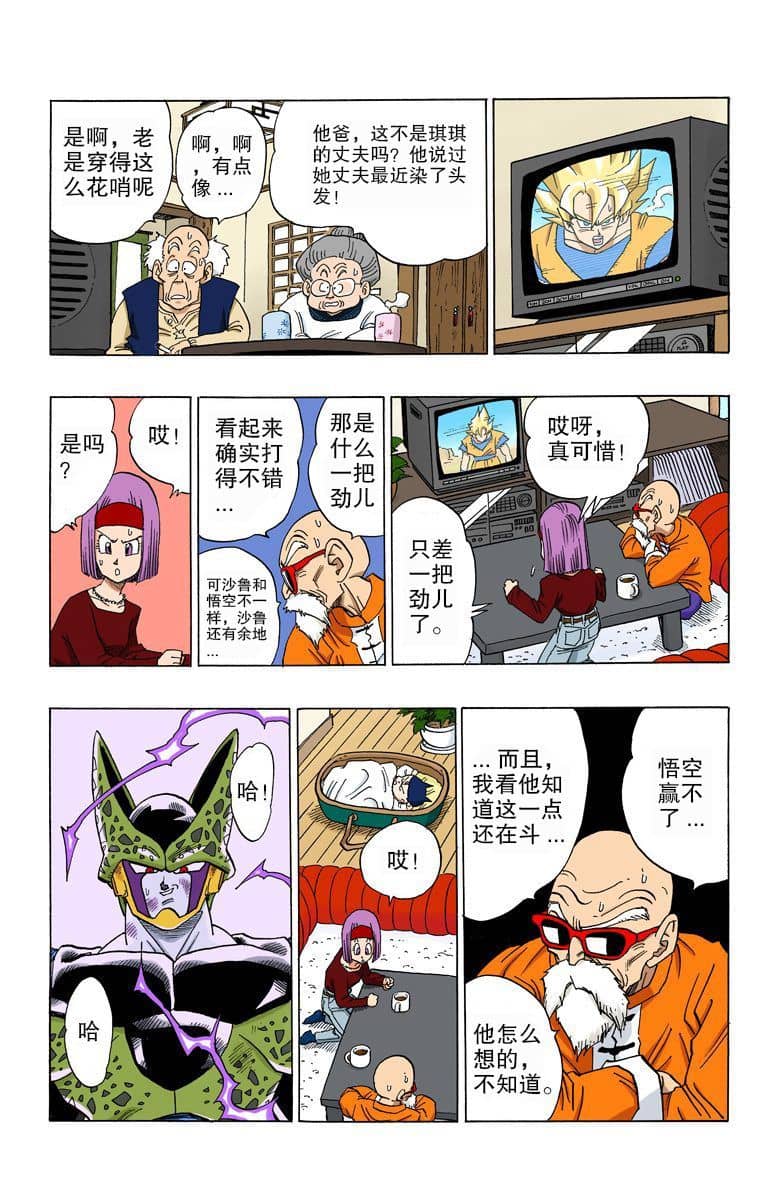 他爸，这不是琪琪
的丈夫吗？他说过
她丈夫最近染了头
发！
啊，啊
，有点
像 ...
是啊，老
是穿得这
么花哨呢
哎呀，
真可惜！
只差
一把
劲儿。
那是
什么
一把
劲儿
看起来
确实打
得不错
...
可沙鲁和
悟空不一
样，沙鲁
还有余地
...
哎！
是吗
？
悟空
赢不
了 ...
... 而且，
我看他知
道这一点
还在斗 ...
他怎么
想的，
不知道。
哎！
哈！
哈